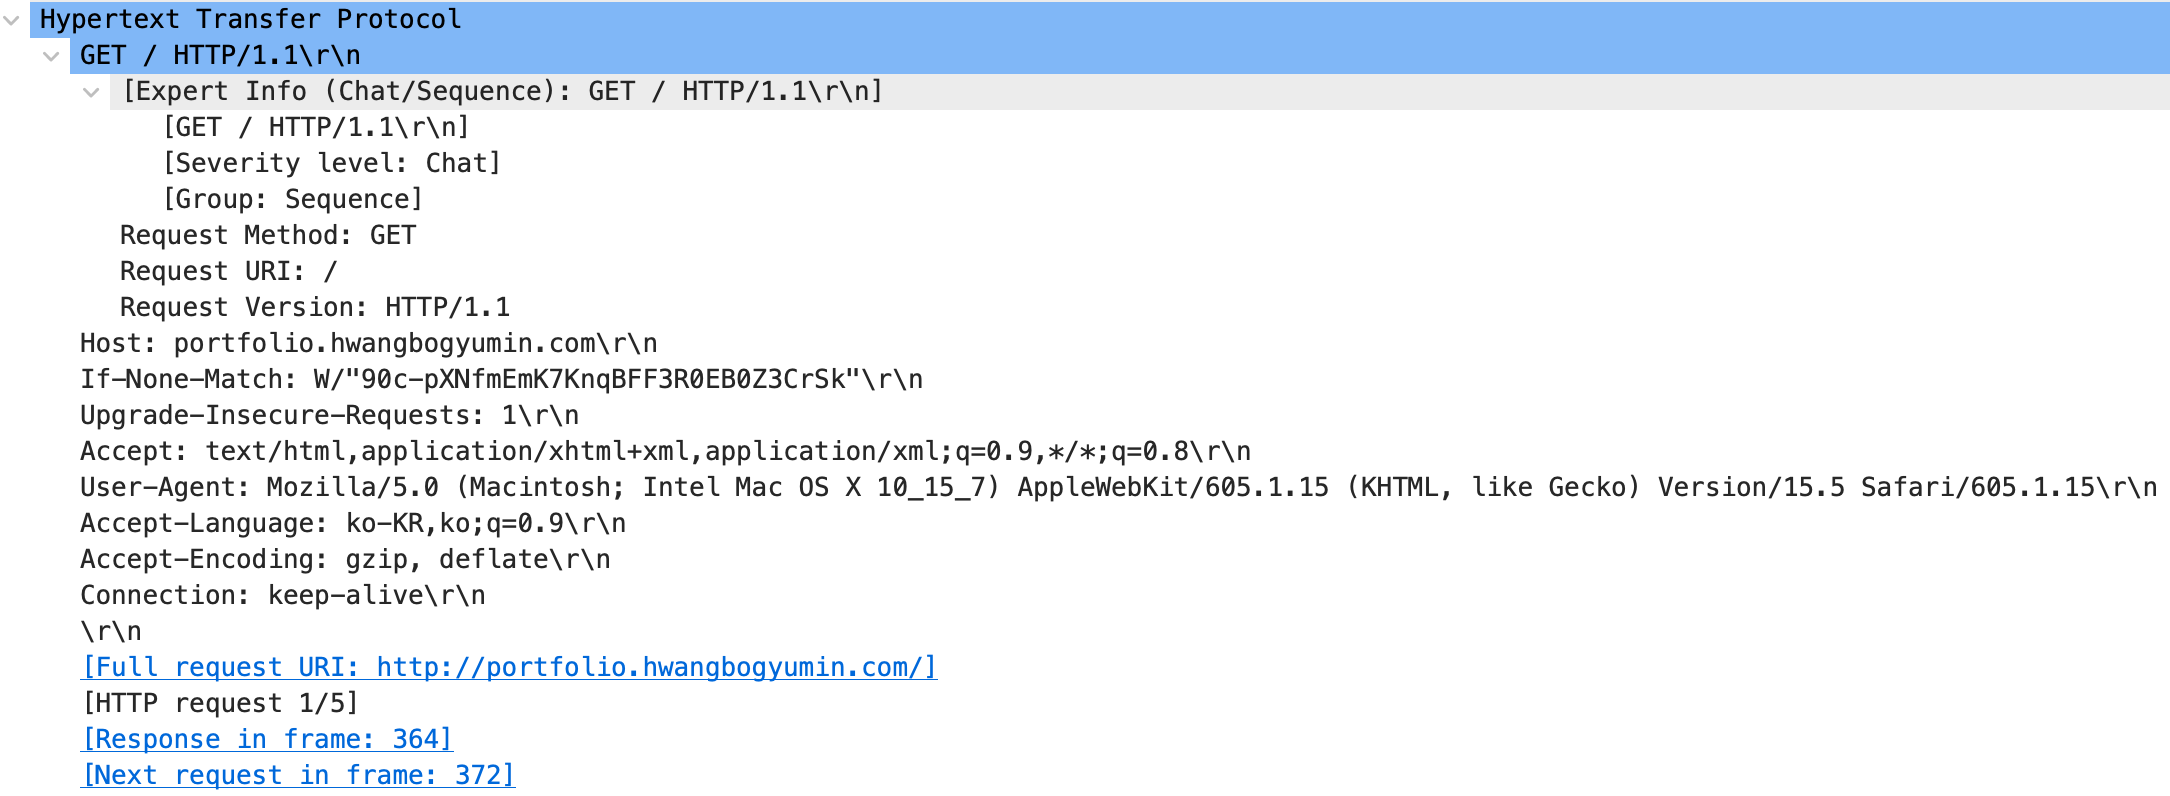 Hypertext Transfer Protocol
GET / HTTP/1.1\r\n
[Expert Info (Chat/Sequence): GET / HTTP/1.1\r\n]
[GET / HTTP/1.1\r\n]
[Severity level: Chat]
[Group: Sequence]
Request Method: GET
Request URI: /
Request Version: HTTP/1.1
Host: portfolio.hwangbogyumin.com\r\n
If-None-Match: W/"90c-pXNfmEmK7KnqBFF3R0EB0Z3CrSk"\r\n
Upgrade-Insecure-Requests: 1\r\n
Accept: text/html,application/xhtml+xml,application/xml;q=0.9,*/*;q=0.8\r\n
User-Agent: Mozilla/5.0 (Macintosh; Intel Mac OS X 10_15_7) AppleWebKit/605.1.15 (KHTML, like Gecko) Version/15.5 Safari/605.1.15\r\n
Accept-Language: ko-KR,ko;q=0.9\r\n
Accept-Encoding: gzip, deflate\r\n
Connection: keep-alive\r\n
\r\n
[Full request URI: http://portfolio.hwangbogyumin.com/]
[HTTP request 1/5]
[Response in frame: 364]
[Next request in frame: 372]